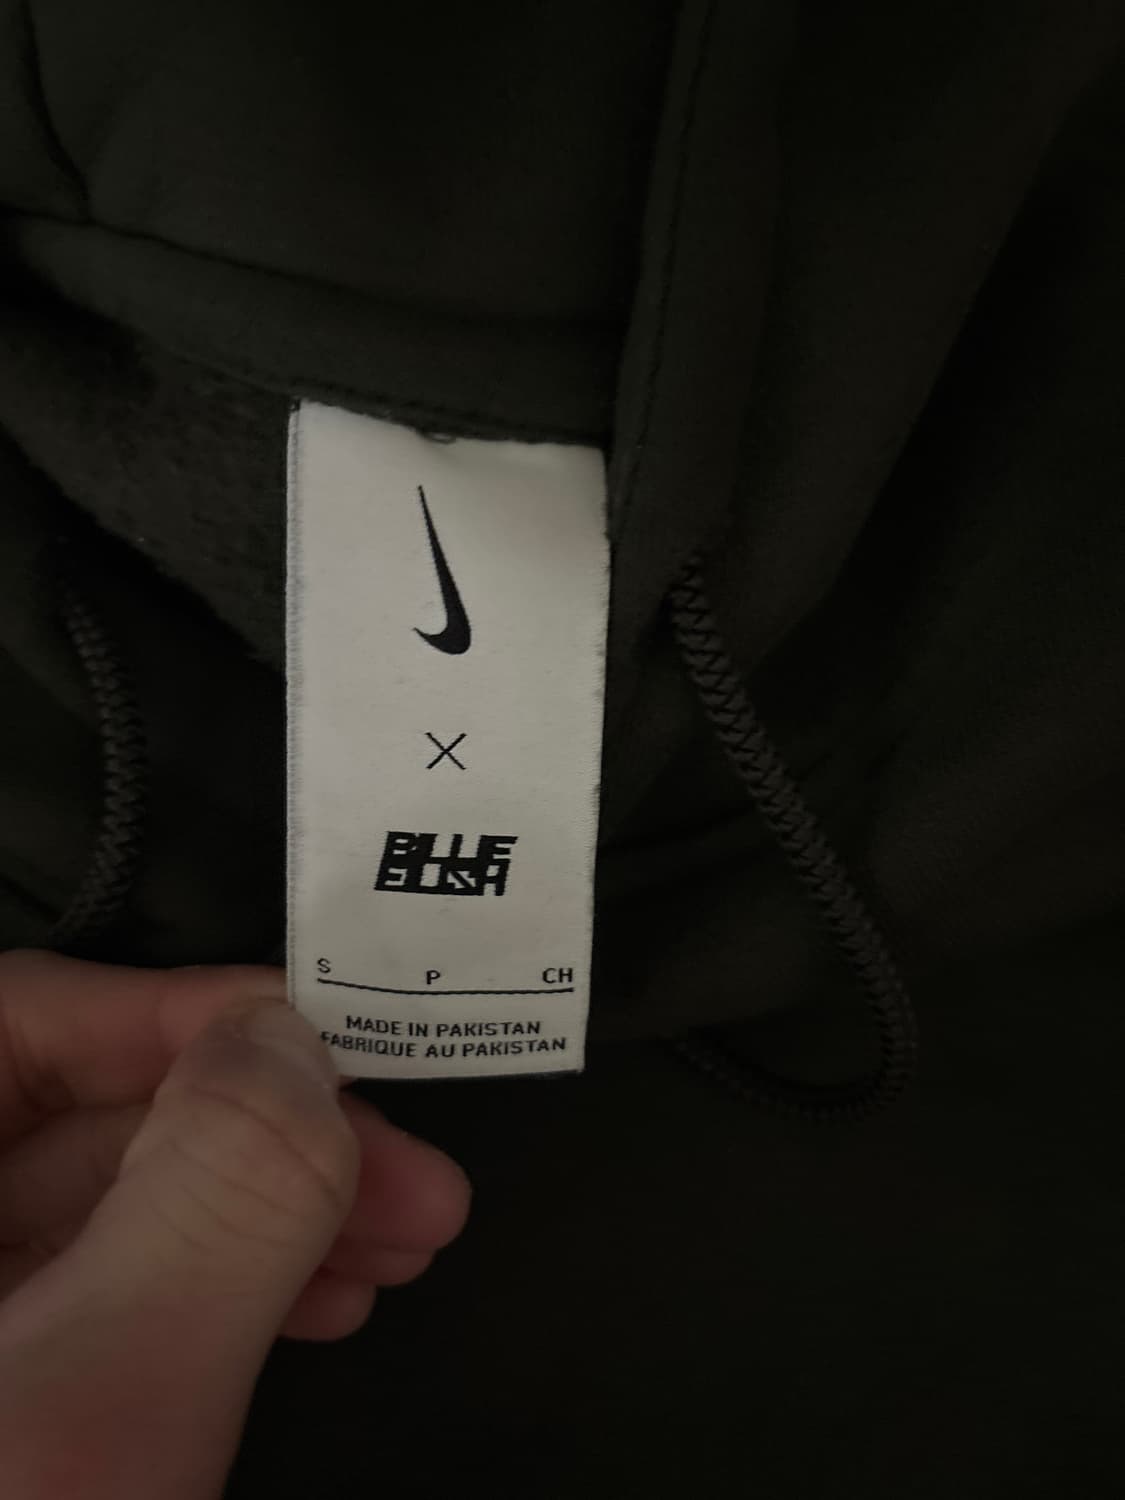 X
BILLIE
EILISH
S P CH
MADE IN PAKISTAN
FABRIQUE AU PAKISTAN